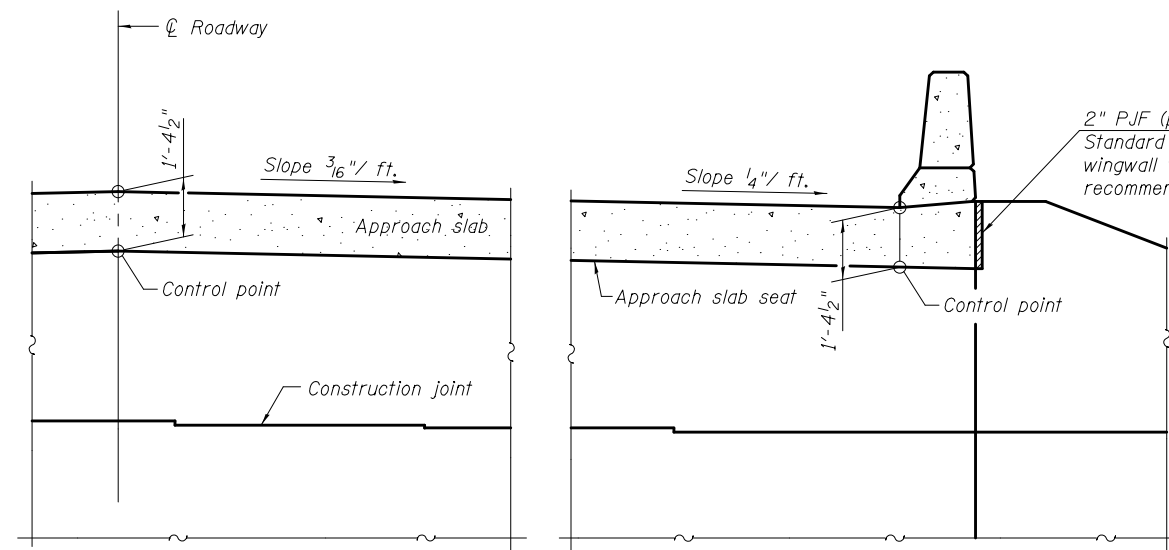 ℄ Roadway
1'-4½"
Slope 3/16"/ ft.
Approach slab
Control point
Construction joint
Slope ¼"/ ft.
2" PJF
Standard
wingwall
Approach slab seat
Control point
1'-4½"